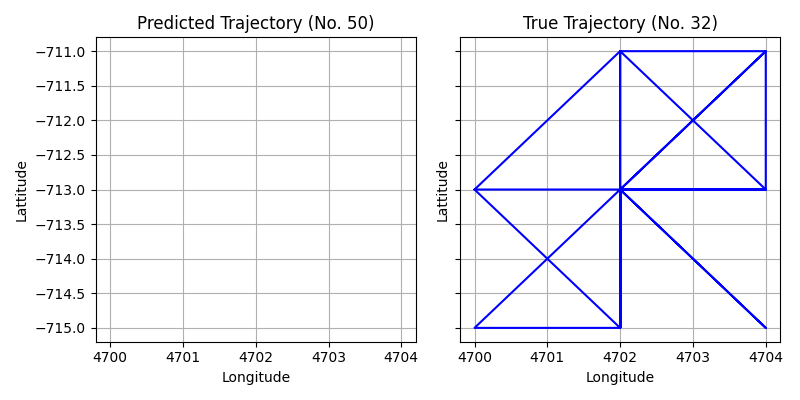 Predicted Trajectory (No. 50)
True Trajectory (No. 32)
−711.0
−711.5
−712.0
−712.5
−713.0
−713.5
−714.0
−714.5
−715.0
Lattitude
Lattitude
4700 4701 4702 4703 4704
4700 4701 4702 4703 4704
Longitude
Longitude